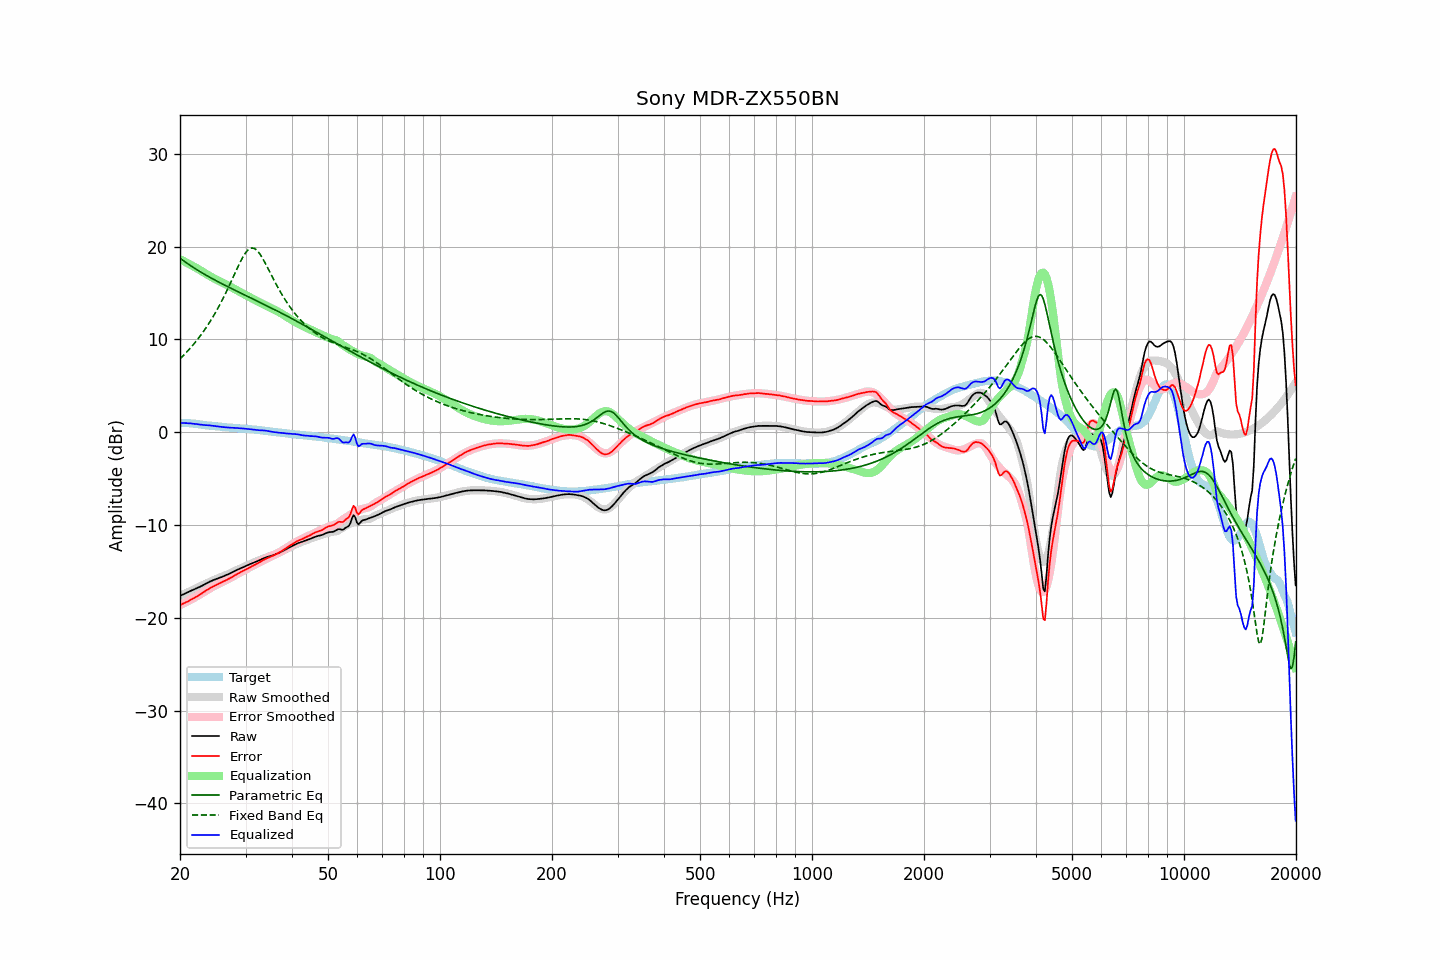 Sony MDR-ZX550BN
Amplitude (dBr)
30
20
10
0
−10
−20
−30
−40
Target
Raw Smoothed
Error Smoothed
Raw
Error
Equalization
Parametric Eq
Fixed Band Eq
Equalized
20
50
100
200
500
1000
2000
5000
10000
20000
Frequency (Hz)